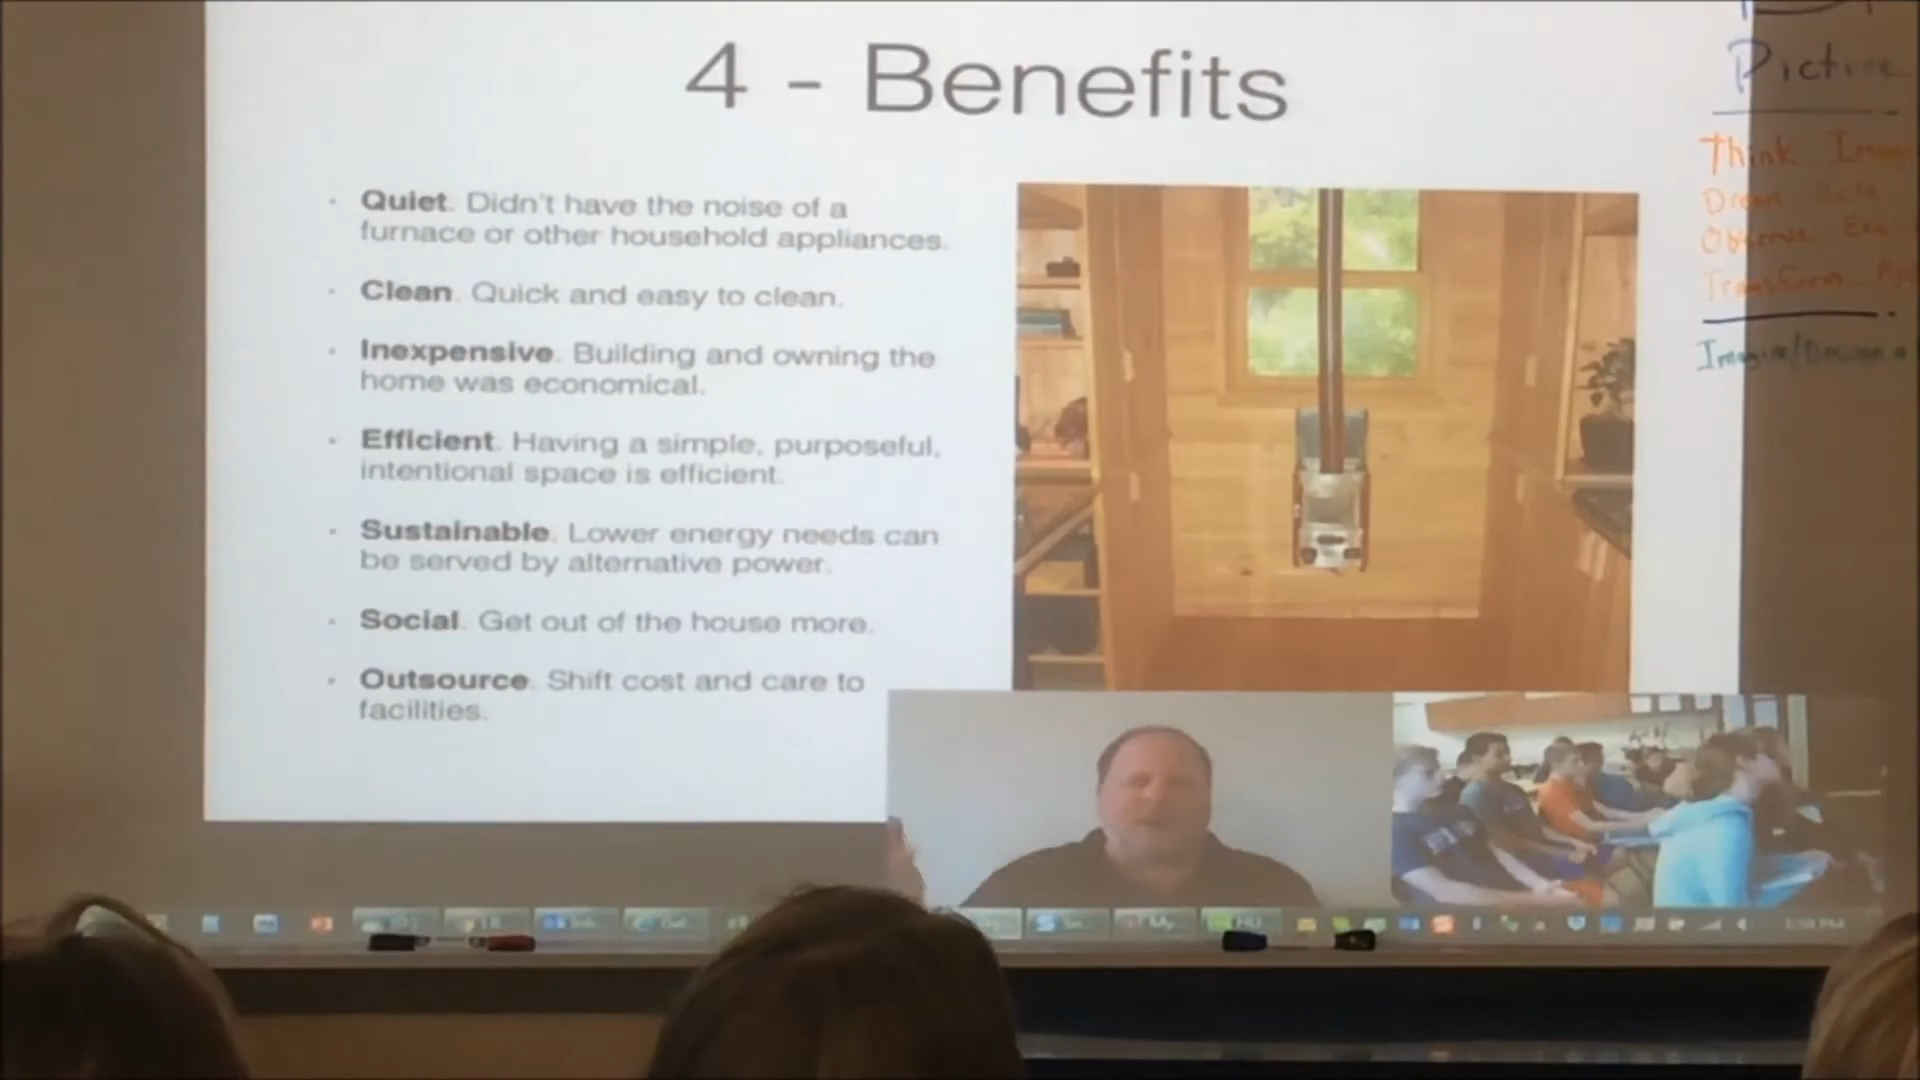 4 - Benefits
• Quiet. Didn't have the noise of a
furnace or other household appliances.
• Clean. Quick and easy to clean.
• Inexpensive. Building and owning the
home was economical.
• Efficient. Having a simple, purposeful,
intentional space is efficient.
• Sustainable. Lower energy needs can
be served by alternative power.
• Social. Get out of the house more.
• Outsource. Shift cost and care to
facilities.
Picture
Think
Transform